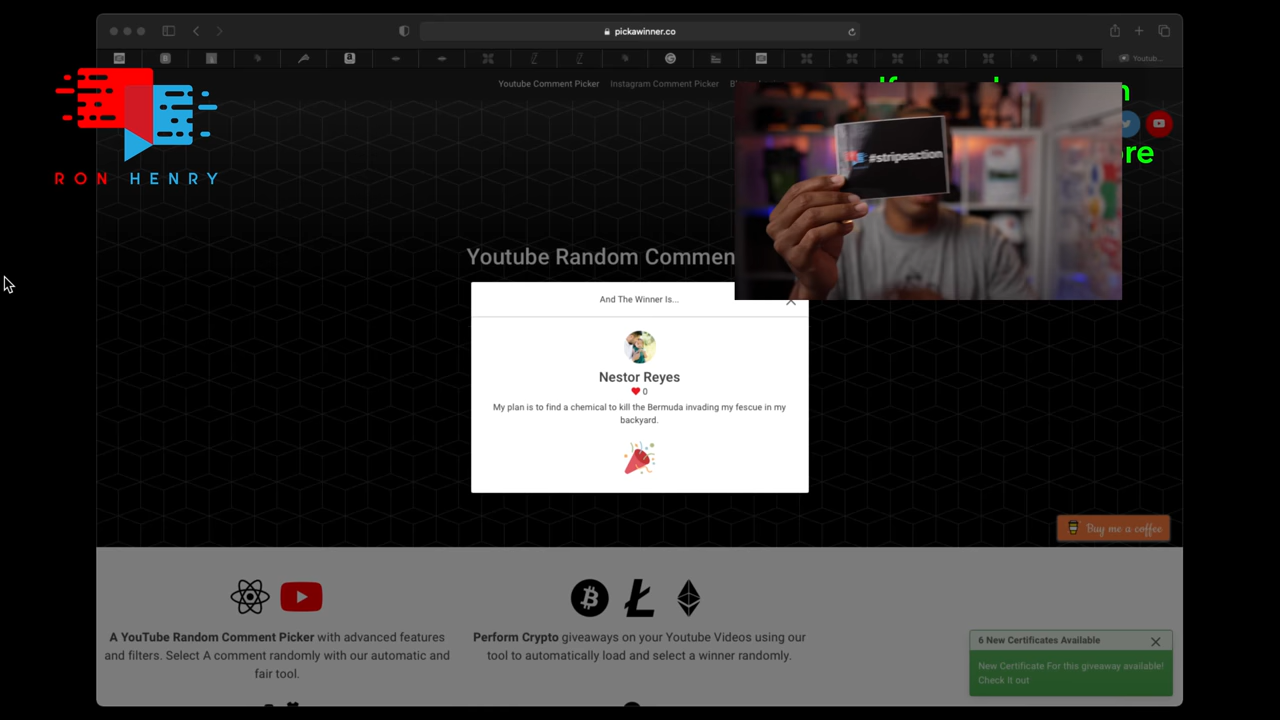 pickawinner.co
Youtub...
Youtube Comment Picker
Instagram Comment Picker
RON HENRY
#stripeaction
Youtube Random Commen
And The Winner Is...
Nestor Reyes
0
My plan is to find a chemical to kill the Bermuda invading my fescue in my
backyard.
Buy me a coffee
A YouTube Random Comment Picker with advanced features
and filters. Select A comment randomly with our automatic and
fair tool.
Perform Crypto giveaways on your Youtube Videos using our
tool to automatically load and select a winner randomly.
6 New Certificates Available
New Certificate For this giveaway available!
Check It out